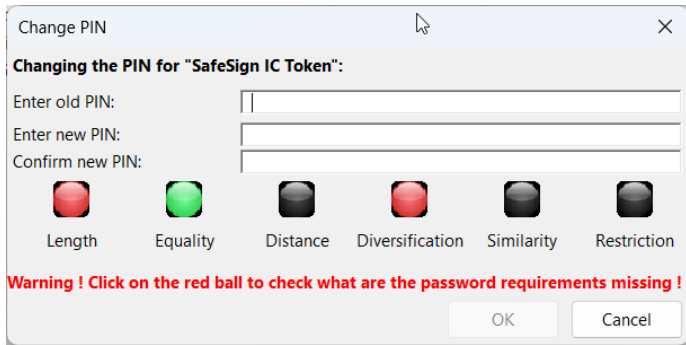 Change PIN
Changing the PIN for "SafeSign IC Token":
Enter old PIN:
Enter new PIN:
Confirm new PIN:
Length Equality Distance Diversification Similarity Restriction
Warning ! Click on the red ball to check what are the password requirements missing !
OK Cancel